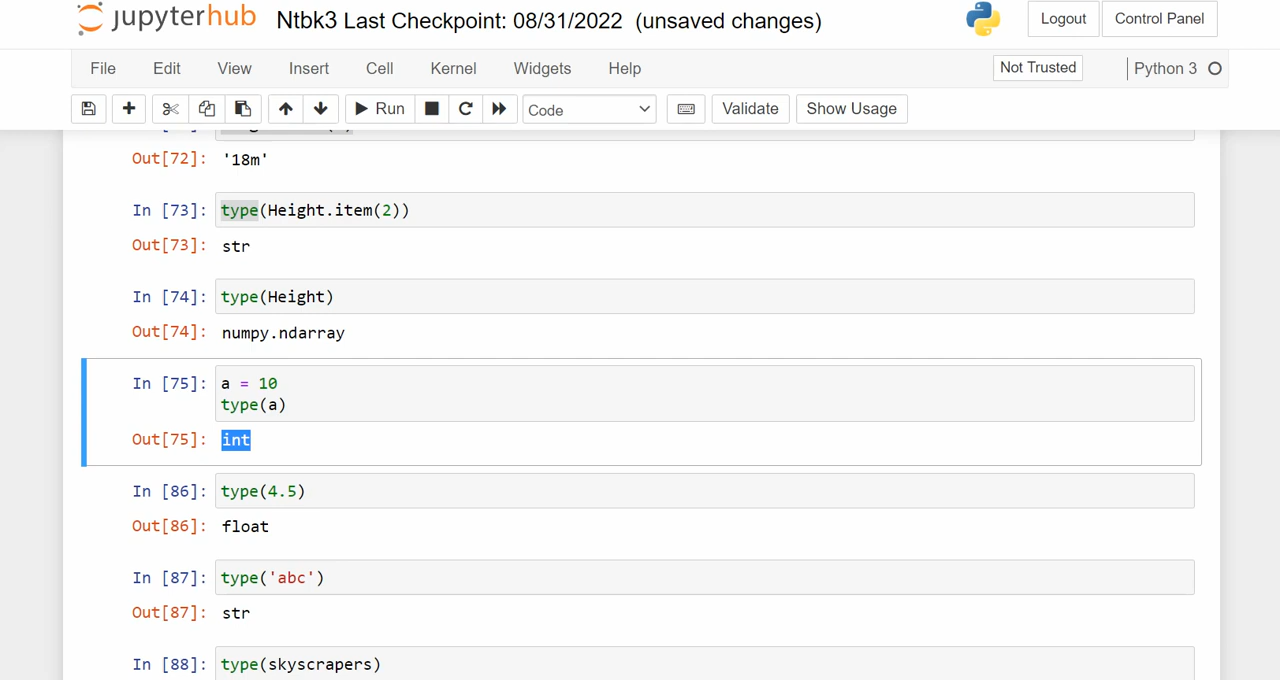 jupyterhub Ntbk3 Last Checkpoint: 08/31/2022 (unsaved changes) Logout Control Panel
File Edit View Insert Cell Kernel Widgets Help Not Trusted Python 3
Run Code Validate Show Usage
Out[72]: '18m'
In [73]: type(Height.item(2))
Out[73]: str
In [74]: type(Height)
Out[74]: numpy.ndarray
In [75]: a = 10
type(a)
Out[75]: int
In [86]: type(4.5)
Out[86]: float
In [87]: type('abc')
Out[87]: str
In [88]: type(skyscrapers)